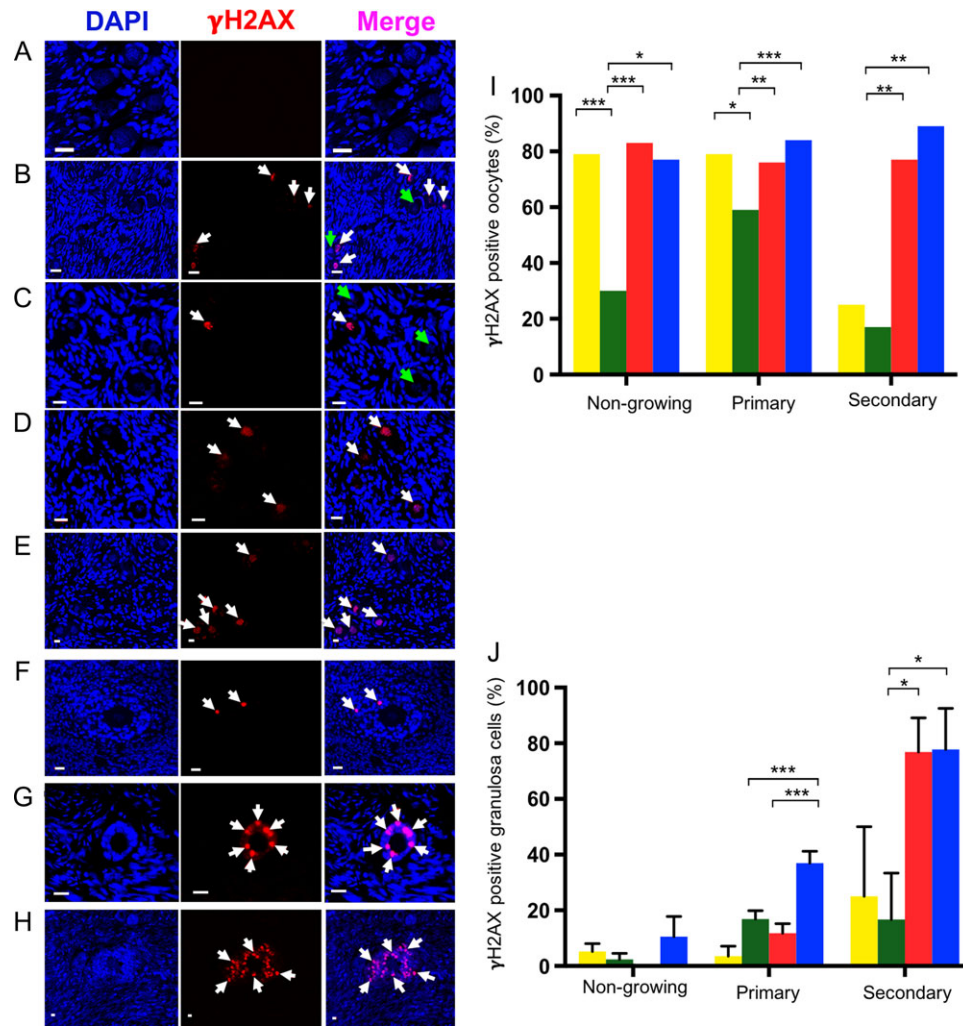 DAPI γH2AX Merge
A
B
C
D
E
F
G
H
I
* 
*** *** ***
*** * ** ** **
100
80
60
40
20
0
γH2AX positive oocytes (%)
Non-growing Primary Secondary
J
*
*
***
***
100
80
60
40
20
0
γH2AX positive granulosa cells (%)
Non-growing Primary Secondary